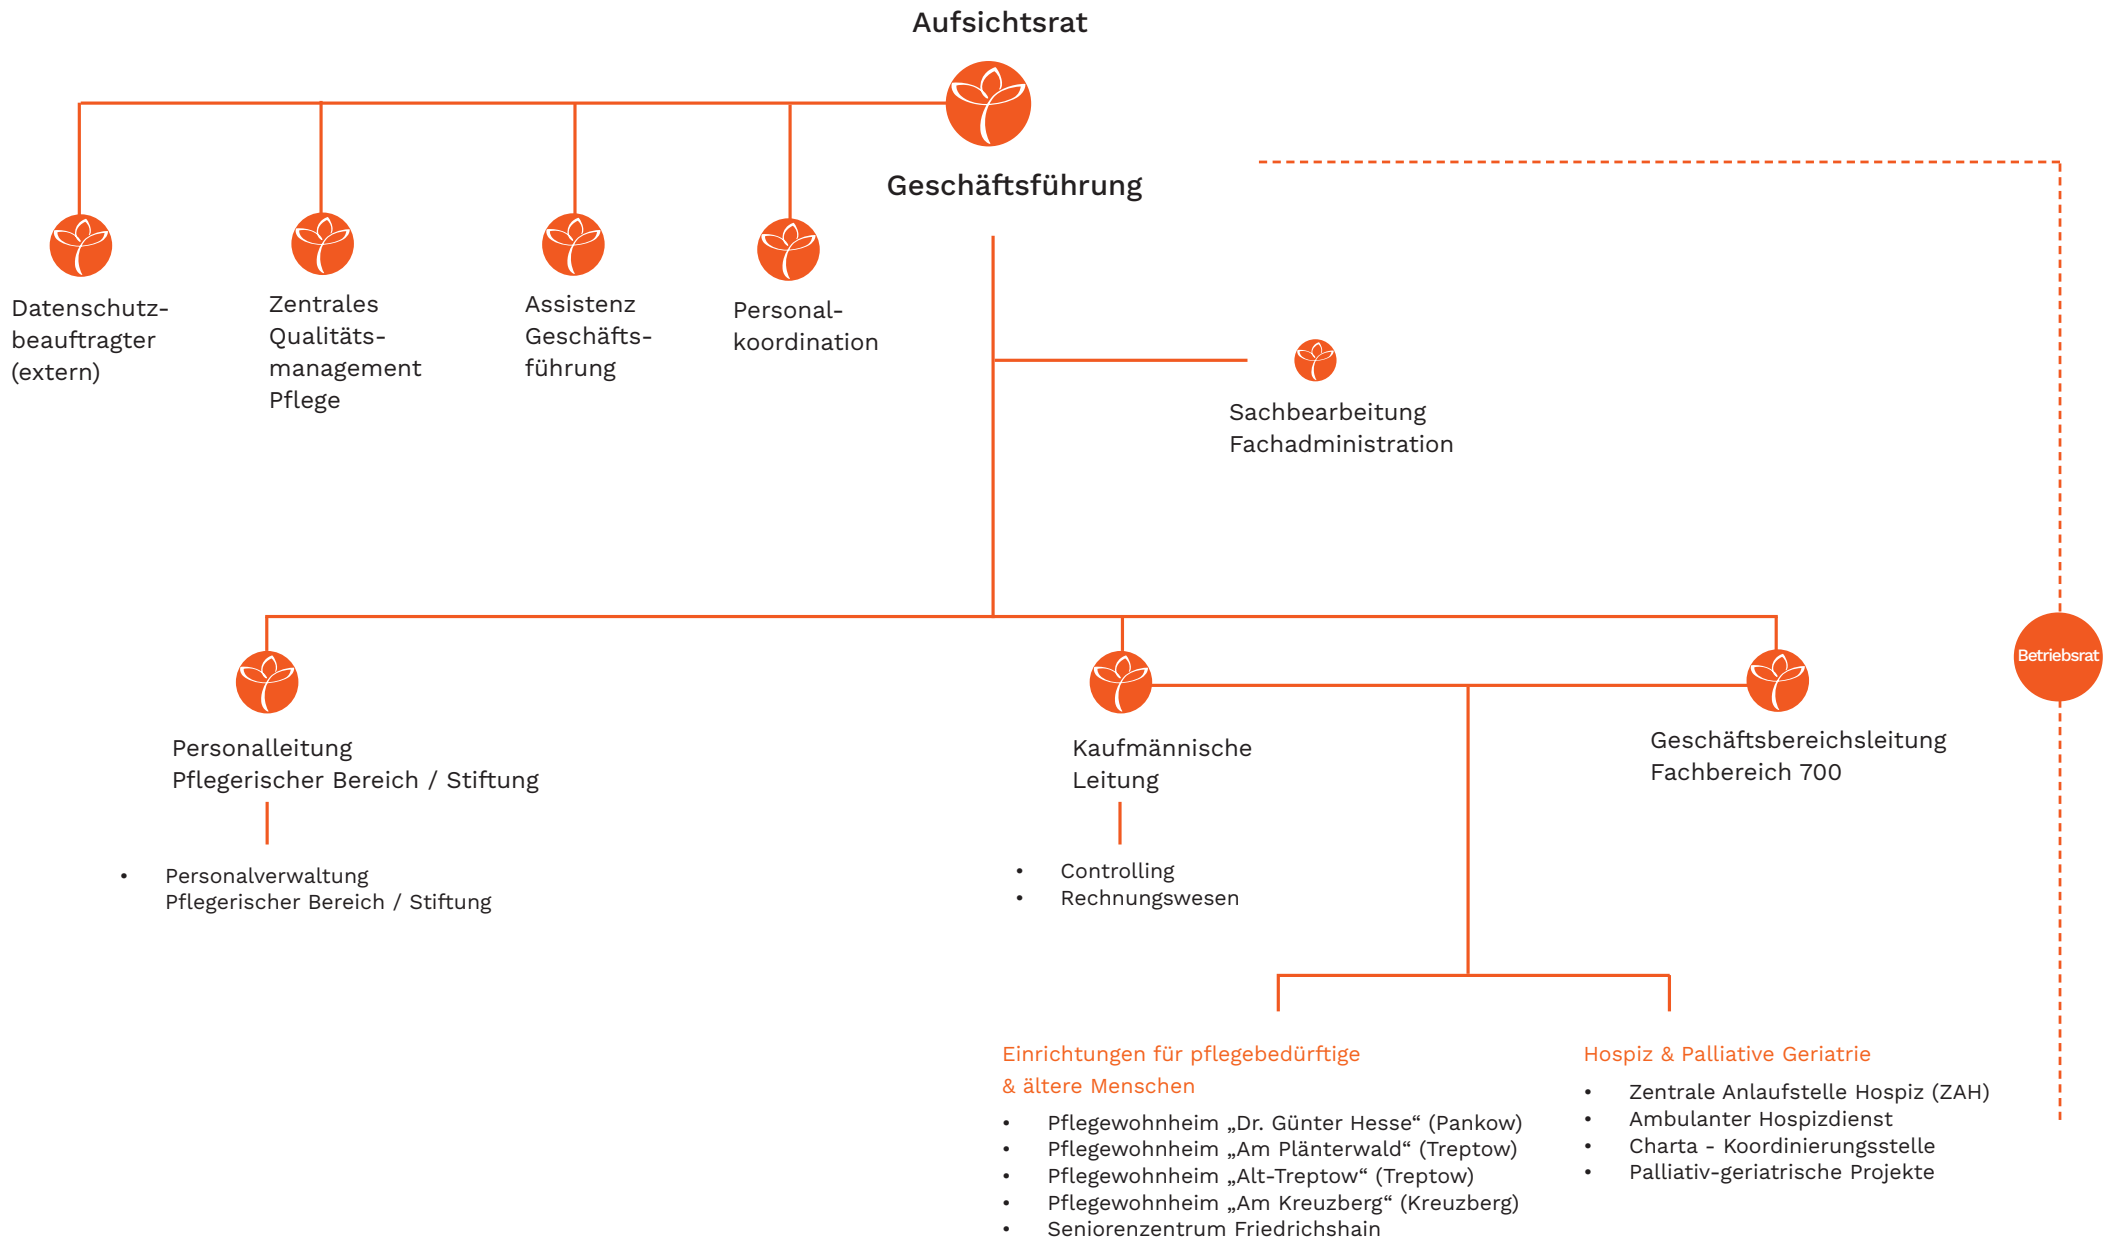 Aufsichtsrat
Geschäftsführung
Datenschutz-
beauftragter
(extern)
Zentrales
Qualitäts-
management
Pflege
Assistenz
Geschäfts-
führung
Personal-
koordination
Sachbearbeitung
Fachadministration
Betriebsrat
Personalleitung
Pflegerischer Bereich / Stiftung
• Personalverwaltung
Pflegerischer Bereich / Stiftung
Kaufmännische
Leitung
• Controlling
• Rechnungswesen
Geschäftsbereichsleitung
Fachbereich 700
Einrichtungen für pflegebedürftige
& ältere Menschen
• Pflegewohnheim „Dr. Günter Hesse“ (Pankow)
• Pflegewohnheim „Am Plänterwald“ (Treptow)
• Pflegewohnheim „Alt-Treptow“ (Treptow)
• Pflegewohnheim „Am Kreuzberg“ (Kreuzberg)
• Seniorenzentrum Friedrichshain
Hospiz & Palliative Geriatrie
• Zentrale Anlaufstelle Hospiz (ZAH)
• Ambulanter Hospizdienst
• Charta - Koordinierungsstelle
• Palliativ-geriatrische Projekte